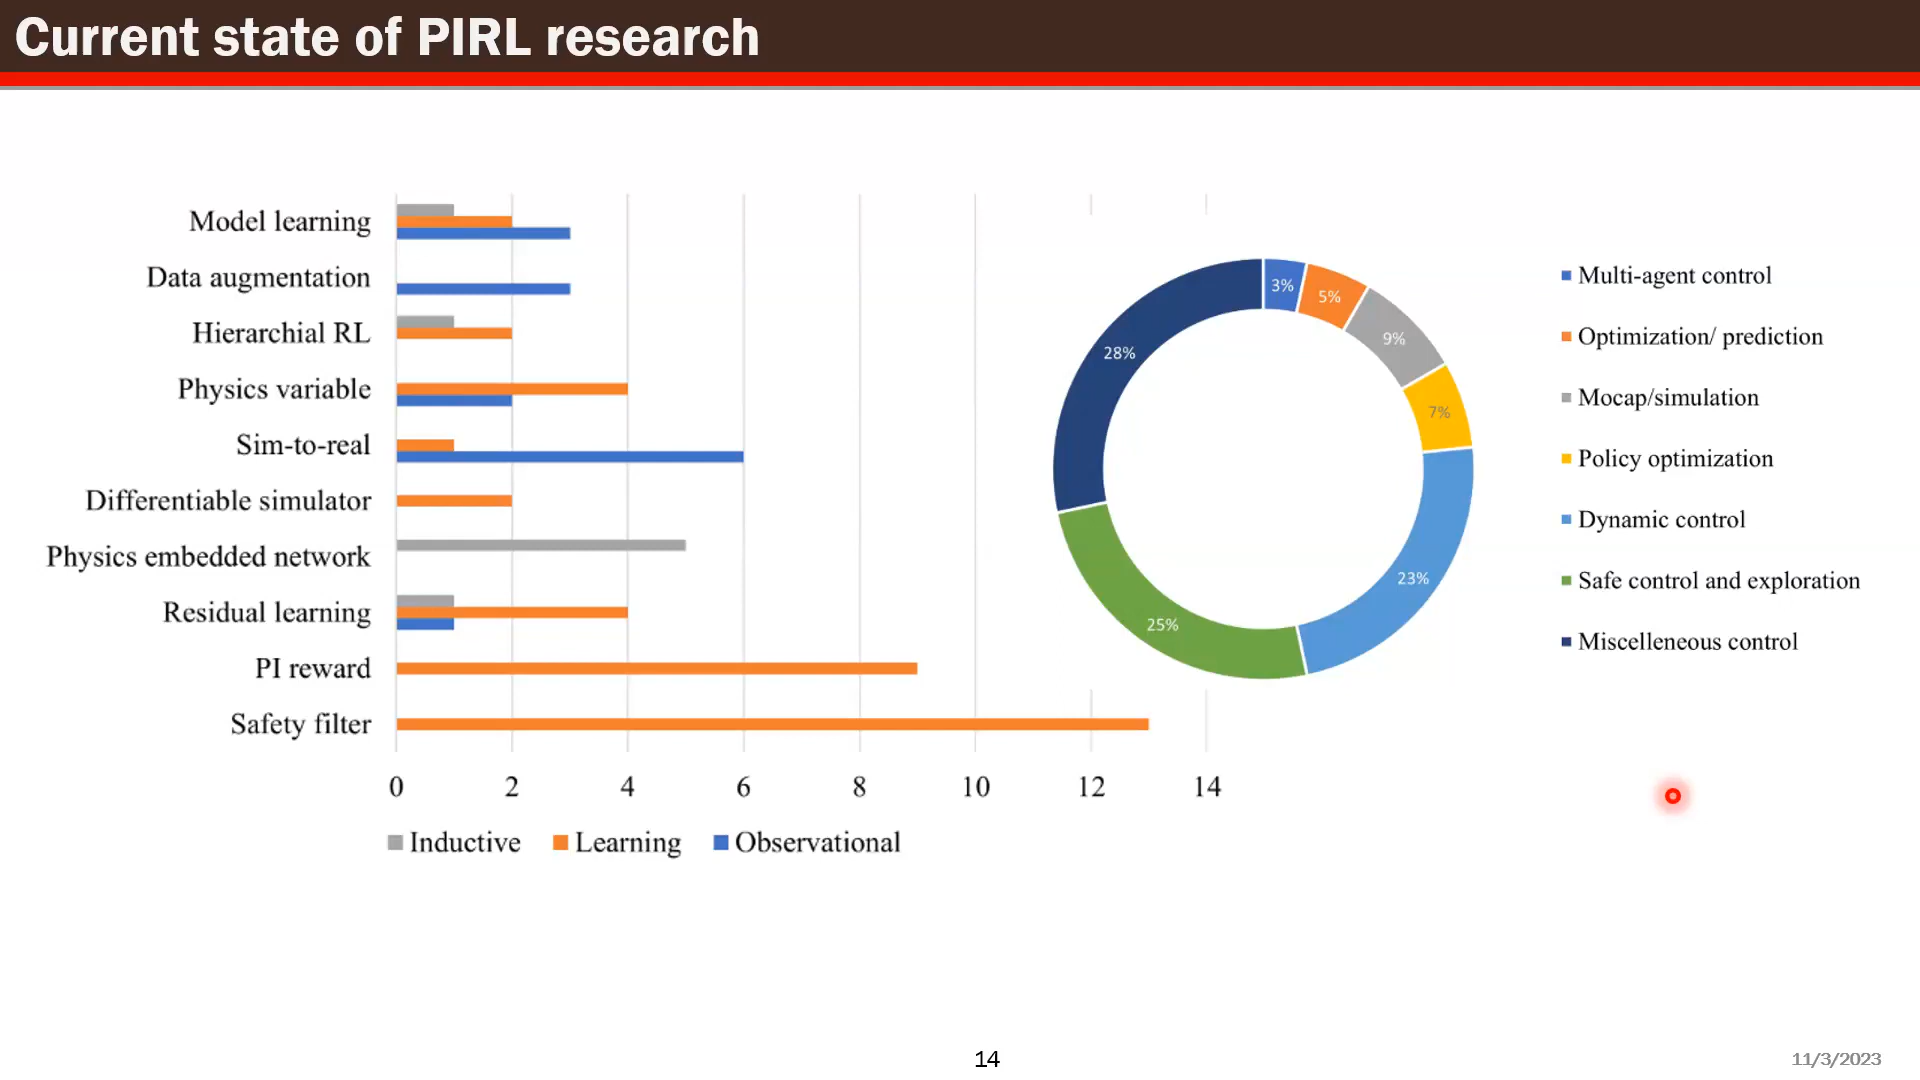 Current state of PIRL research
Model learning
Data augmentation
Hierarchial RL
Physics variable
Sim-to-real
Differentiable simulator
Physics embedded network
Residual learning
PI reward
Safety filter
0 2 4 6 8 10 12 14
Inductive Learning Observational
3%
5%
9%
7%
23%
25%
28%
Multi-agent control
Optimization/ prediction
Mocap/simulation
Policy optimization
Dynamic control
Safe control and exploration
Miscelleneous control
14
11/3/2023